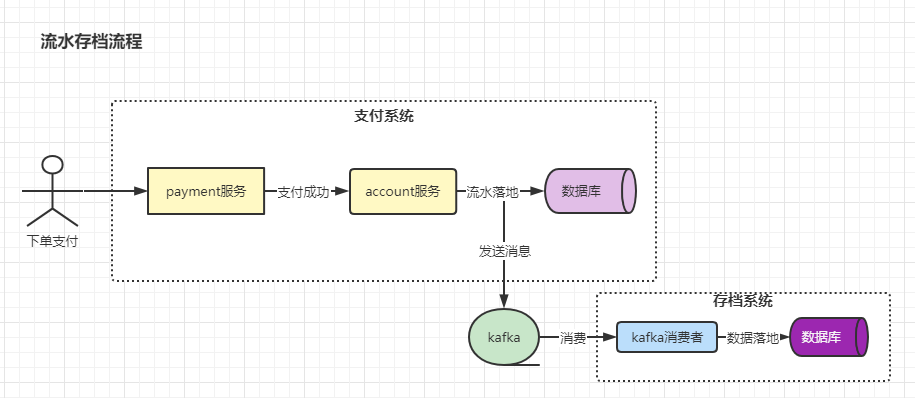 流水存档流程
支付系统
payment服务
支付成功
account服务
流水落地
数据库
下单支付
发送消息
存档系统
kafka
消费
kafka消费者
数据落地
数据库